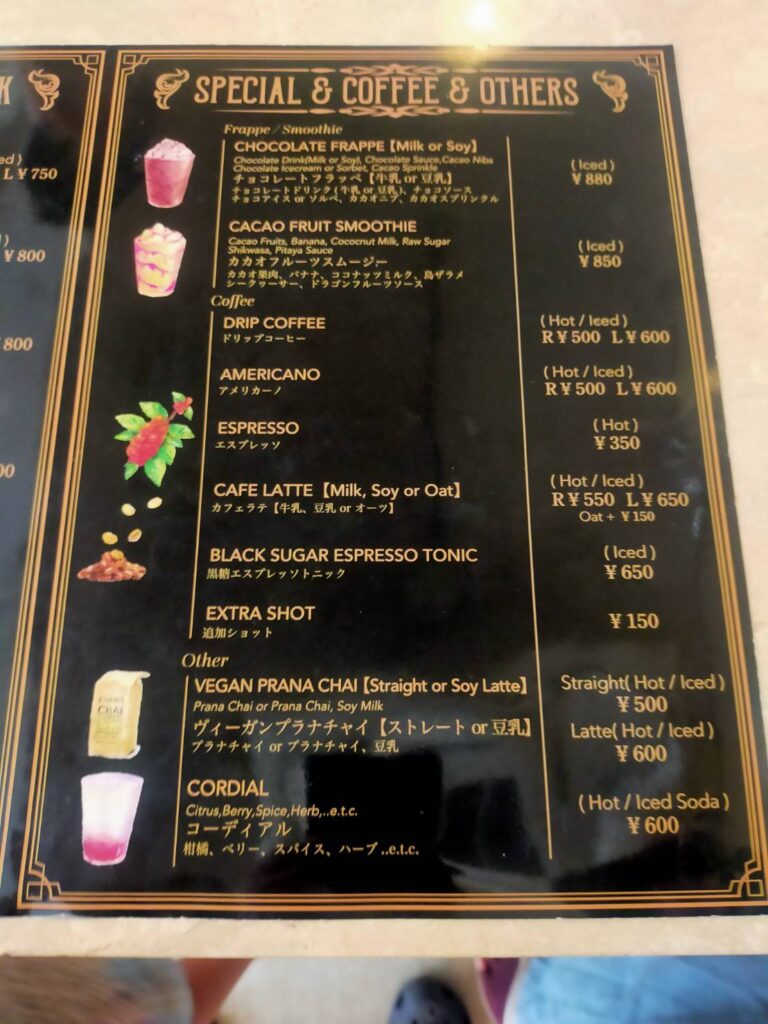 K
ed)
L¥750
)
¥800
800
00
SPECIAL & COFFEE & OTHERS
Frappe / Smoothie
CHOCOLATE FRAPPE【Milk or Soy】
Chocolate Drink(Milk or Soy), Chocolate Sauce,Cacao Nibs
Chocolate Icecream or Sorbet, Cacao Sprinkle
チョコレートフラッペ【牛乳 or 豆乳】
チョコレートドリンク(牛乳 or 豆乳)、チョコソース
チョコアイス or ソルベ、カカオニブ、カカオスプリンクル
(Iced)
¥880
CACAO FRUIT SMOOTHIE
Cacao Fruits, Banana, Cococnut Milk, Raw Sugar
Shikwasa, Pitaya Sauce
カカオフルーツスムージー
カカオ果肉、バナナ、ココナッツミルク、島ザラメ
シークヮーサー、ドラゴンフルーツソース
(Iced)
¥850
Coffee
DRIP COFFEE
ドリップコーヒー
(Hot / Iced)
R¥500 L¥600
AMERICANO
アメリカーノ
(Hot / Iced)
R¥500 L¥600
ESPRESSO
エスプレッソ
(Hot)
¥350
CAFE LATTE【Milk, Soy or Oat】
カフェラテ【牛乳、豆乳 or オーツ】
(Hot / Iced)
R¥550 L¥650
Oat + ¥150
BLACK SUGAR ESPRESSO TONIC
黒糖エスプレッソトニック
(Iced)
¥650
EXTRA SHOT
追加ショット
¥150
Other
CHAI
VEGAN PRANA CHAI【Straight or Soy Latte】
Prana Chai or Prana Chai, Soy Milk
ヴィーガンプラナチャイ【ストレート or 豆乳】
プラナチャイ or プラナチャイ、豆乳
Straight(Hot / Iced)
¥500
Latte(Hot / Iced)
¥600
CORDIAL
Citrus,Berry,Spice,Herb,..e.t.c.
コーディアル
柑橘、ベリー、スパイス、ハーブ ..e.t.c.
(Hot / Iced Soda)
¥600